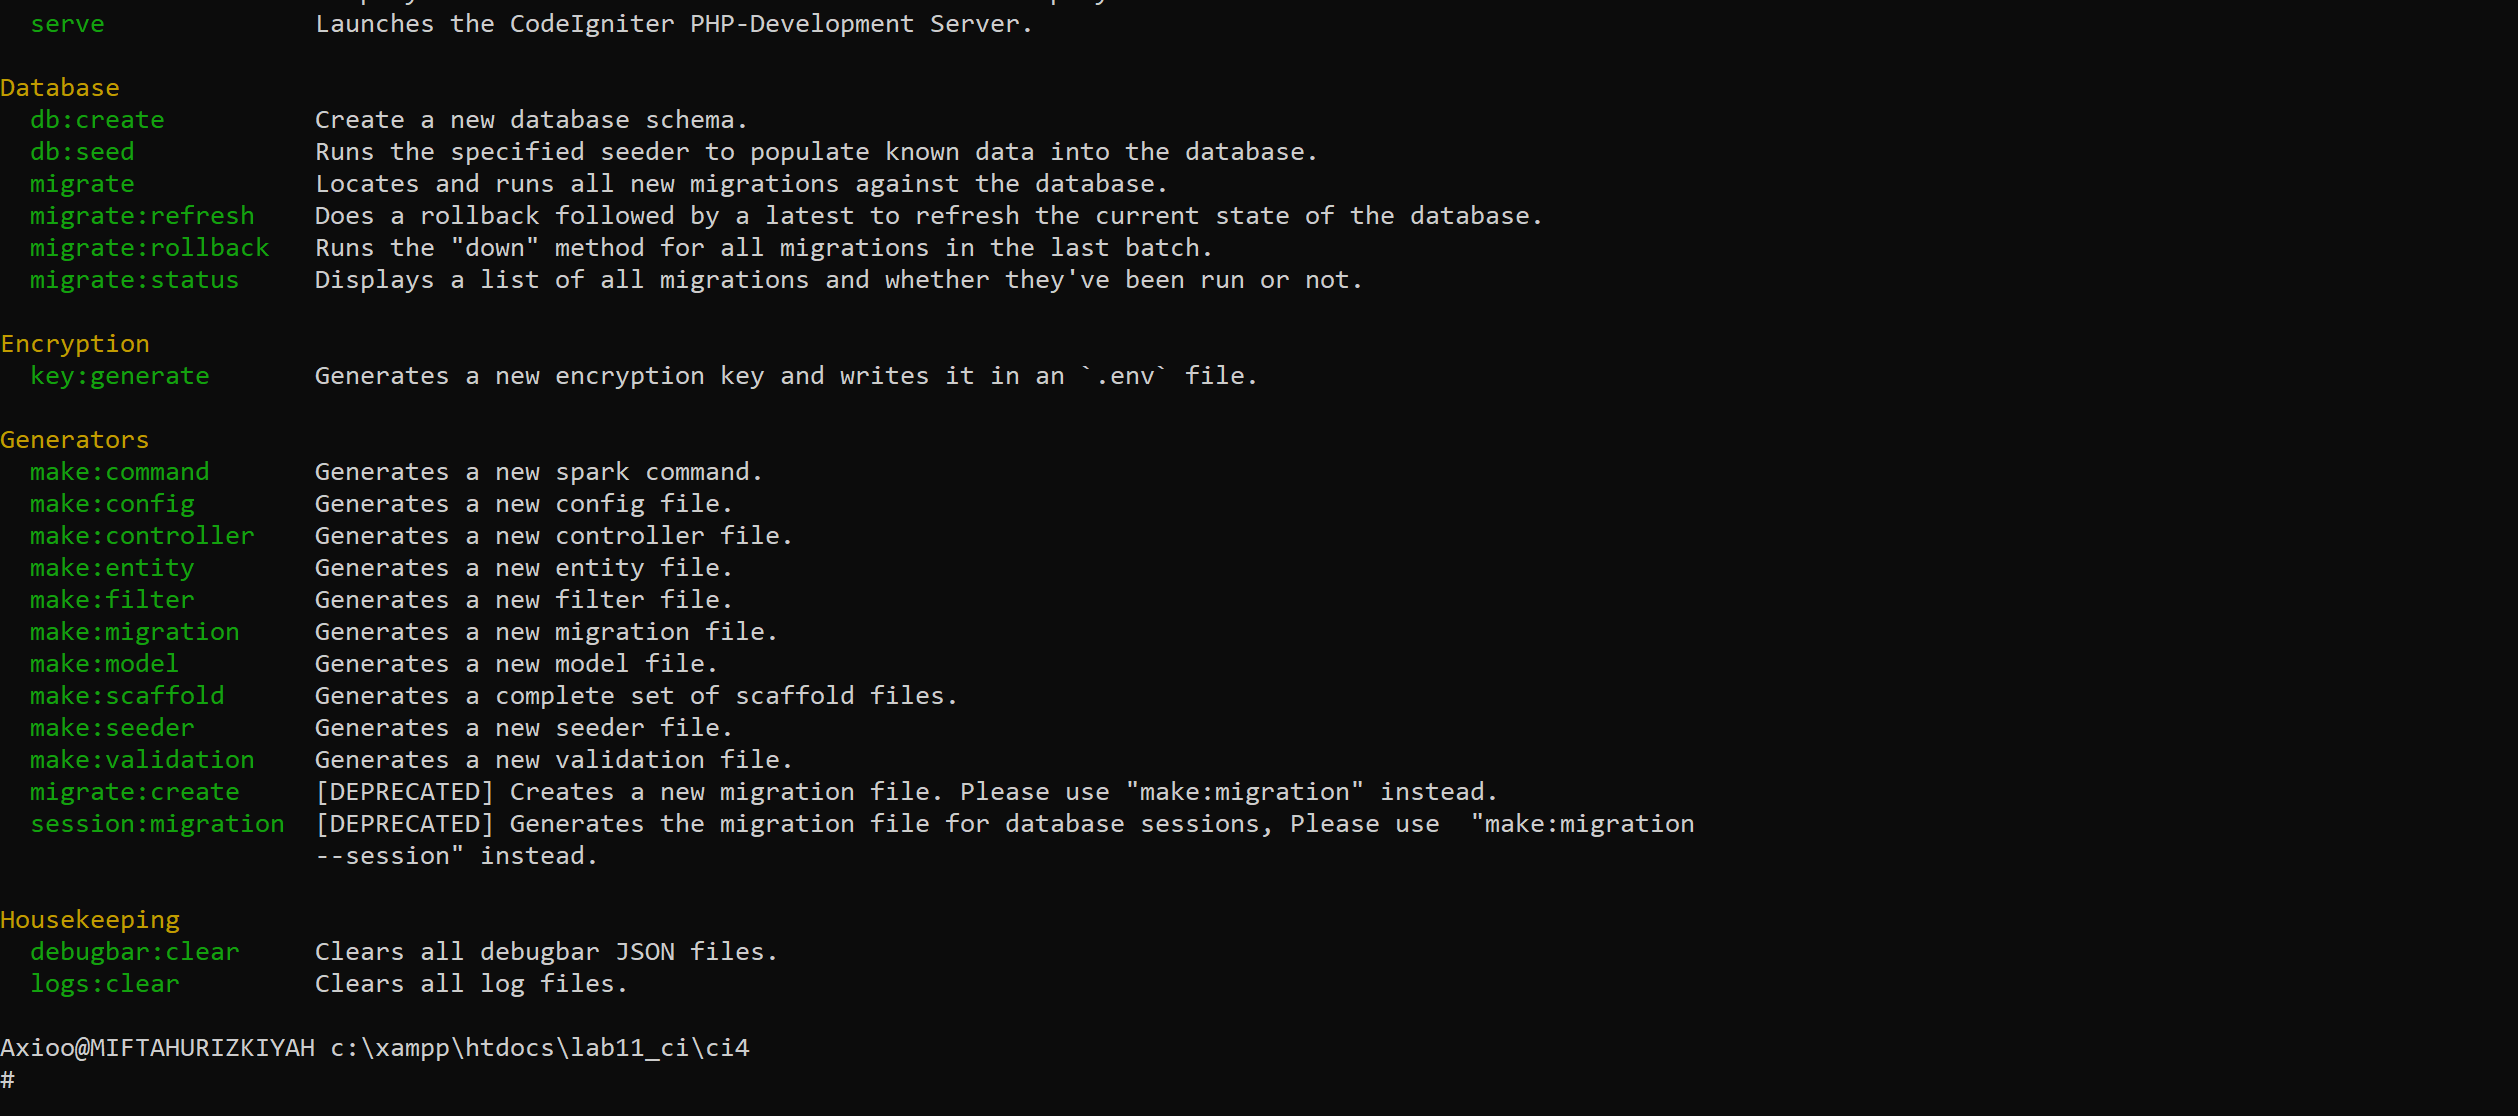 serve Launches the CodeIgniter PHP-Development Server.
Database
db:create Create a new database schema.
db:seed Runs the specified seeder to populate known data into the database.
migrate Locates and runs all new migrations against the database.
migrate:refresh Does a rollback followed by a latest to refresh the current state of the database.
migrate:rollback Runs the "down" method for all migrations in the last batch.
migrate:status Displays a list of all migrations and whether they've been run or not.
Encryption
key:generate Generates a new encryption key and writes it in an `.env` file.
Generators
make:command Generates a new spark command.
make:config Generates a new config file.
make:controller Generates a new controller file.
make:entity Generates a new entity file.
make:filter Generates a new filter file.
make:migration Generates a new migration file.
make:model Generates a new model file.
make:scaffold Generates a complete set of scaffold files.
make:seeder Generates a new seeder file.
make:validation Generates a new validation file.
migrate:create [DEPRECATED] Creates a new migration file. Please use "make:migration" instead.
session:migration [DEPRECATED] Generates the migration file for database sessions, Please use  "make:migration
--session" instead.
Housekeeping
debugbar:clear Clears all debugbar JSON files.
logs:clear Clears all log files.
Axioo@MIFTAHURIZKIYAH c:\xampp\htdocs\lab11_ci\ci4
#